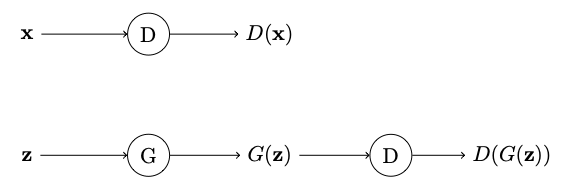 x D D(x)
z G G(z) D D(G(z))